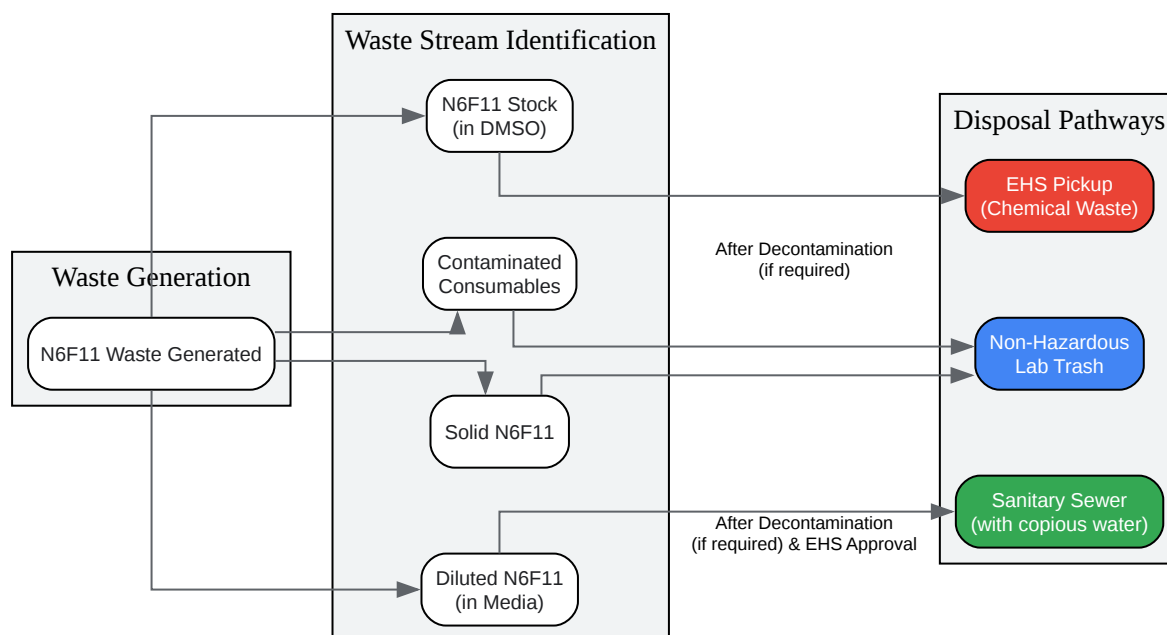 Waste Stream Identification
N6F11 Stock
(in DMSO)
Disposal Pathways
EHS Pickup
(Chemical Waste)
Contaminated
Consumables
After Decontamination
(if required)
Waste Generation
N6F11 Waste Generated
Non-Hazardous
Lab Trash
Solid N6F11
Sanitary Sewer
(with copious water)
After Decontamination
(if required) & EHS Approval
Diluted N6F11
(in Media)